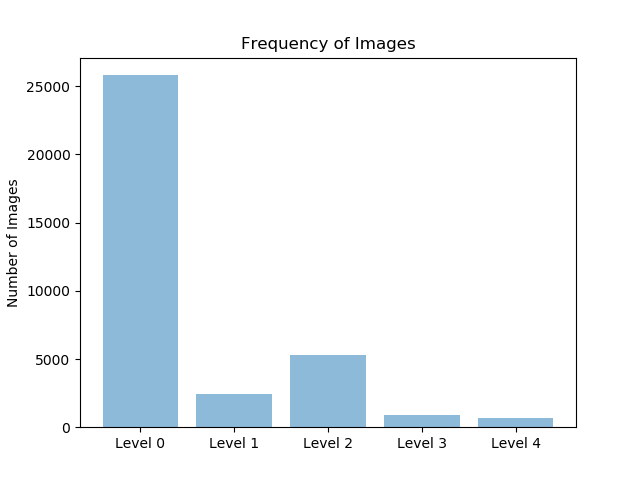 Frequency of Images
Number of Images
25000
20000
15000
10000
5000
0
Level 0
Level 1
Level 2
Level 3
Level 4